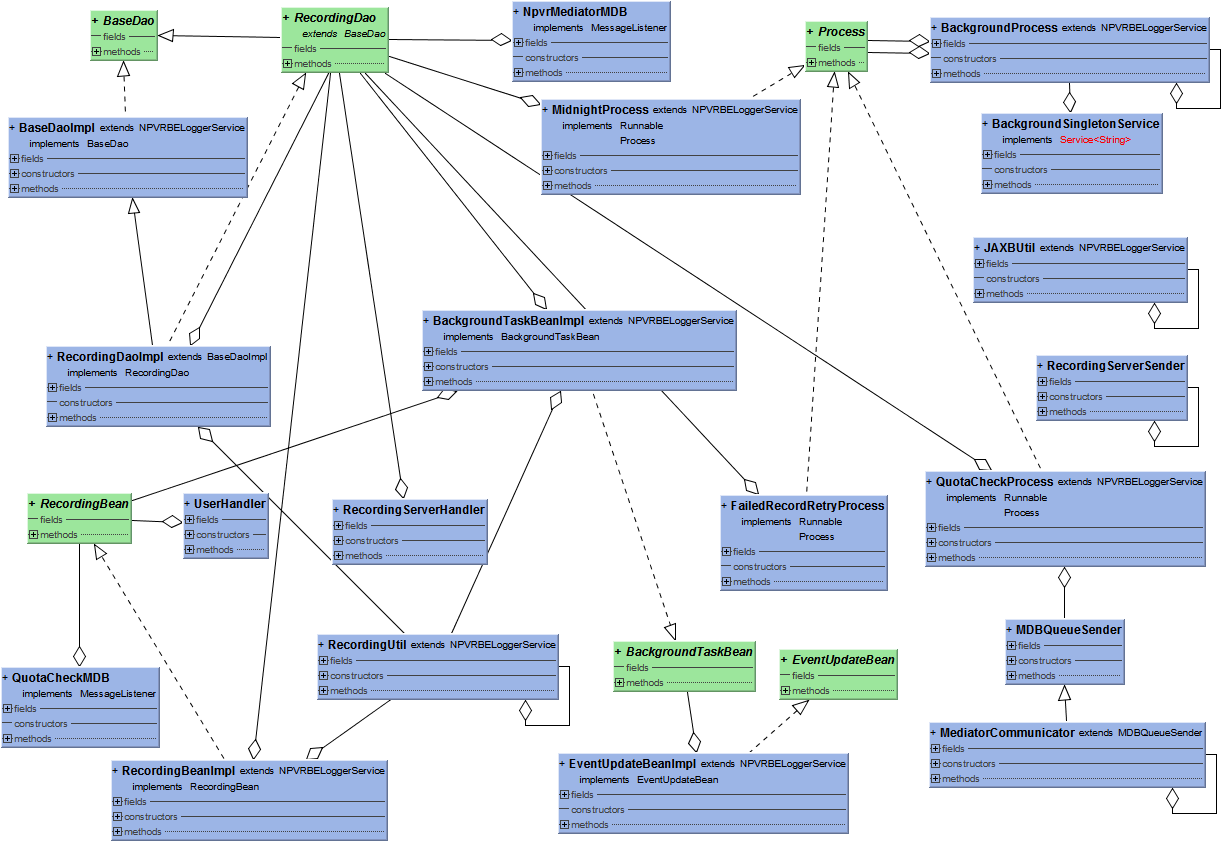 + BaseDao
fields
methods
+ RecordingDao
extends BaseDao
fields
methods
+ NpvrMediatorMDB
implements MessageListener
fields
constructors
methods
+ Process
fields
methods
+ BackgroundProcess extends NPVRBELoggerService
fields
constructors
methods
+ BaseDaoImpl extends NPVRBELoggerService
implements BaseDao
fields
constructors
methods
+ MidnightProcess extends NPVRBELoggerService
implements Runnable
Process
fields
constructors
methods
+ BackgroundSingletonService
implements Service<String>
fields
constructors
methods
+ JAXBUtil extends NPVRBELoggerService
fields
constructors
methods
+ BackgroundTaskBeanImpl extends NPVRBELoggerService
implements BackgroundTaskBean
fields
constructors
methods
+ RecordingDaoImpl extends BaseDaoImpl
implements RecordingDao
fields
constructors
methods
+ RecordingServerSender
fields
constructors
methods
+ RecordingBean
fields
methods
+ UserHandler
fields
constructors
methods
+ RecordingServerHandler
fields
constructors
methods
+ FailedRecordRetryProcess
implements Runnable
Process
fields
constructors
methods
+ QuotaCheckProcess extends NPVRBELoggerService
implements Runnable
Process
fields
constructors
methods
+ MDBQueueSender
fields
constructors
methods
+ QuotaCheckMDB
implements MessageListener
fields
constructors
methods
+ RecordingUtil extends NPVRBELoggerService
fields
constructors
methods
+ BackgroundTaskBean
fields
methods
+ EventUpdateBean
fields
methods
+ MediatorCommunicator extends MDBQueueSender
fields
constructors
methods
+ RecordingBeanImpl extends NPVRBELoggerService
implements RecordingBean
fields
constructors
methods
+ EventUpdateBeanImpl extends NPVRBELoggerService
implements EventUpdateBean
fields
constructors
methods